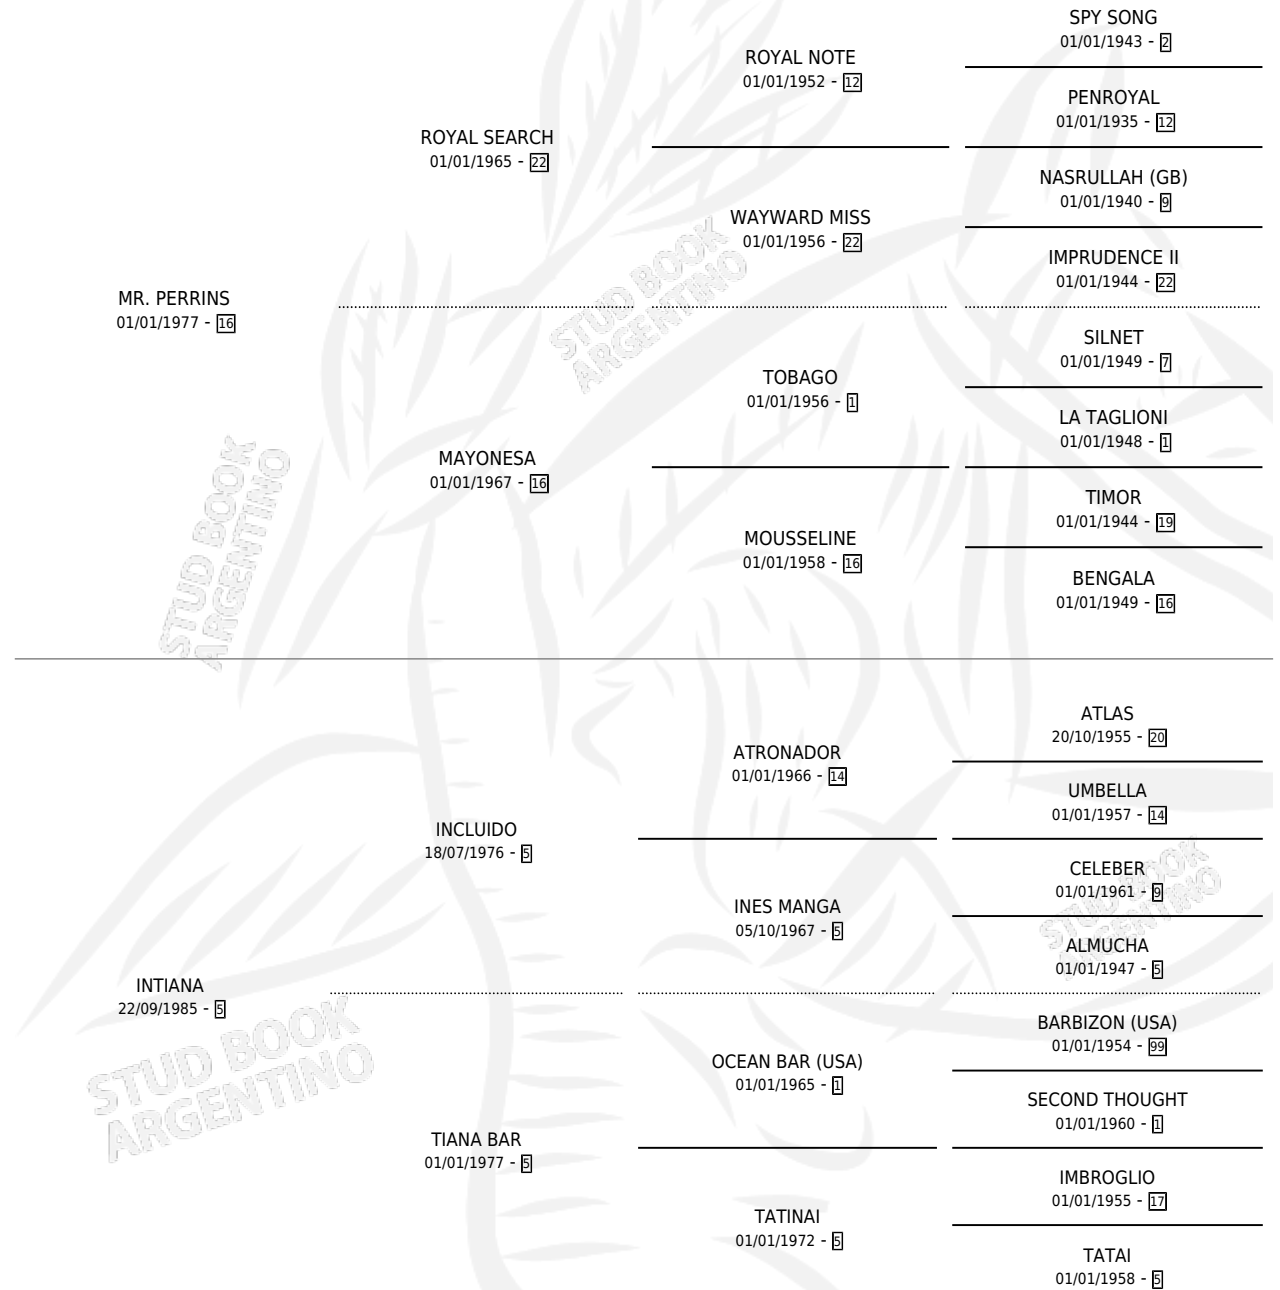 SPY SONG
01/01/1943 - 2
ROYAL NOTE
01/01/1952 - 12
PENROYAL
01/01/1935 - 12
ROYAL SEARCH
01/01/1965 - 22
NASRULLAH (GB)
01/01/1940 - 9
WAYWARD MISS
01/01/1956 - 22
IMPRUDENCE II
01/01/1944 - 22
MR. PERRINS
01/01/1977 - 16
SILNET
01/01/1949 - 7
TOBAGO
01/01/1956 - 1
LA TAGLIONI
01/01/1948 - 1
MAYONESA
01/01/1967 - 16
TIMOR
01/01/1944 - 19
MOUSSELINE
01/01/1958 - 16
BENGALA
01/01/1949 - 16
ATLAS
20/10/1955 - 20
ATRONADOR
01/01/1966 - 14
UMBELLA
01/01/1957 - 14
INCLUIDO
18/07/1976 - 5
CELEBER
01/01/1961 - 9
INES MANGA
05/10/1967 - 5
ALMUCHA
01/01/1947 - 5
INTIANA
22/09/1985 - 5
BARBIZON (USA)
01/01/1954 - 99
OCEAN BAR (USA)
01/01/1965 - 1
SECOND THOUGHT
01/01/1960 - 1
TIANA BAR
01/01/1977 - 5
IMBROGLIO
01/01/1955 - 17
TATINAI
01/01/1972 - 5
TATAI
01/01/1958 - 5
STUD BOOK
ARGENTINO
STUD BOOK
ARGENTINO
STUD BOOK
ARGENTINO
STUD BOOK
ARGENTINO